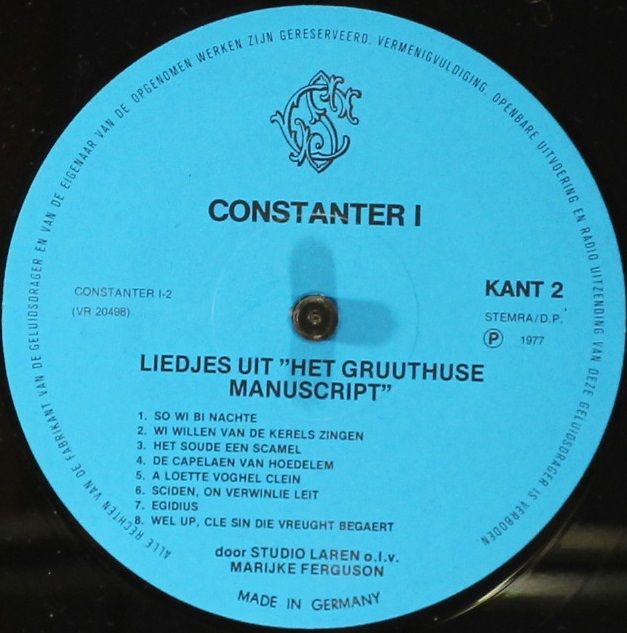 ALLE RECHTEN VAN DE FABRIKANT VAN DE GELUIDSDRAGER EN VAN DE EIGENAAR VAN DE OPGENOMEN WERKEN ZIJN GERESERVEERD. VERMENIGVULDIGING, OPENBARE UITVOERING EN RADIO UITZENDING VAN DEZE GELUIDSDRAGER IS VERBODEN
CONSTANTER I
CONSTANTER I-2
(VR 20498)
KANT 2
STEMRA/D.P.
Ⓟ 1977
LIEDJES UIT "HET GRUUTHUSE
MANUSCRIPT"
1. SO WI BI NACHTE
2. WI WILLEN VAN DE KERELS ZINGEN
3. HET SOUDE EEN SCAMEL
4. DE CAPELAEN VAN HOEDELEM
5. A LOETTE VOGHEL CLEIN
6. SCIDEN, ON VERWINLIE LEIT
7. EGIDIUS
8. WEL UP, CLE SIN DIE VREUGHT BEGAERT
door STUDIO LAREN o.l.v.
MARIJKE FERGUSON
MADE IN GERMANY